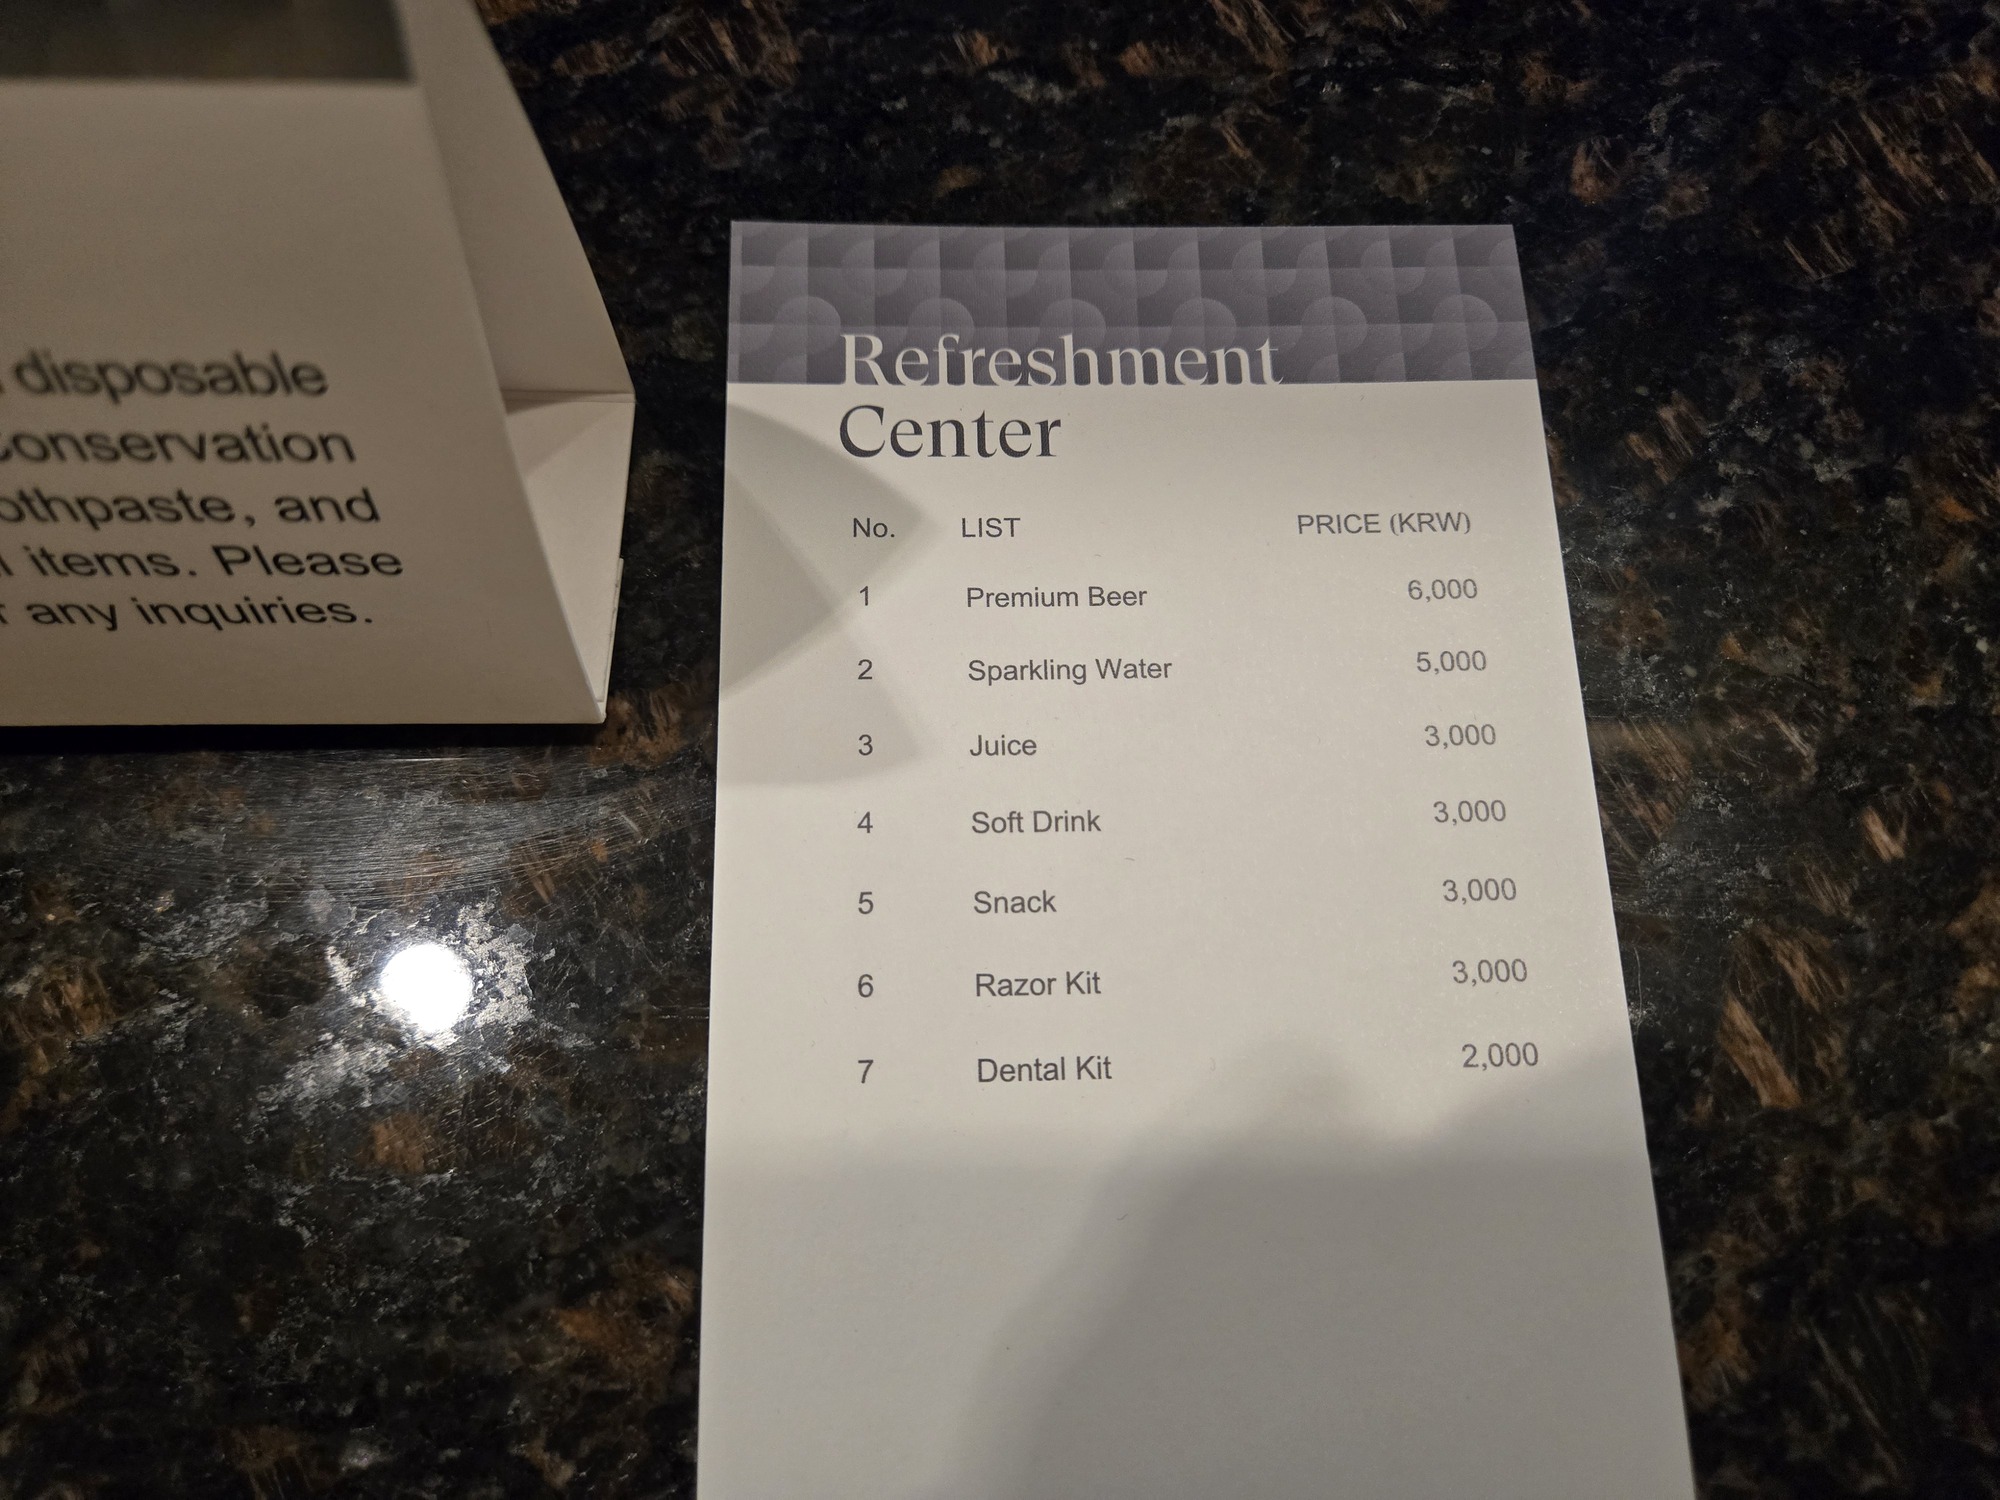 disposable
conservation
othpaste, and
items. Please
any inquiries.
Refreshment
Center
No. LIST PRICE (KRW)
1 Premium Beer 6,000
2 Sparkling Water 5,000
3 Juice 3,000
4 Soft Drink 3,000
5 Snack 3,000
6 Razor Kit 3,000
7 Dental Kit 2,000